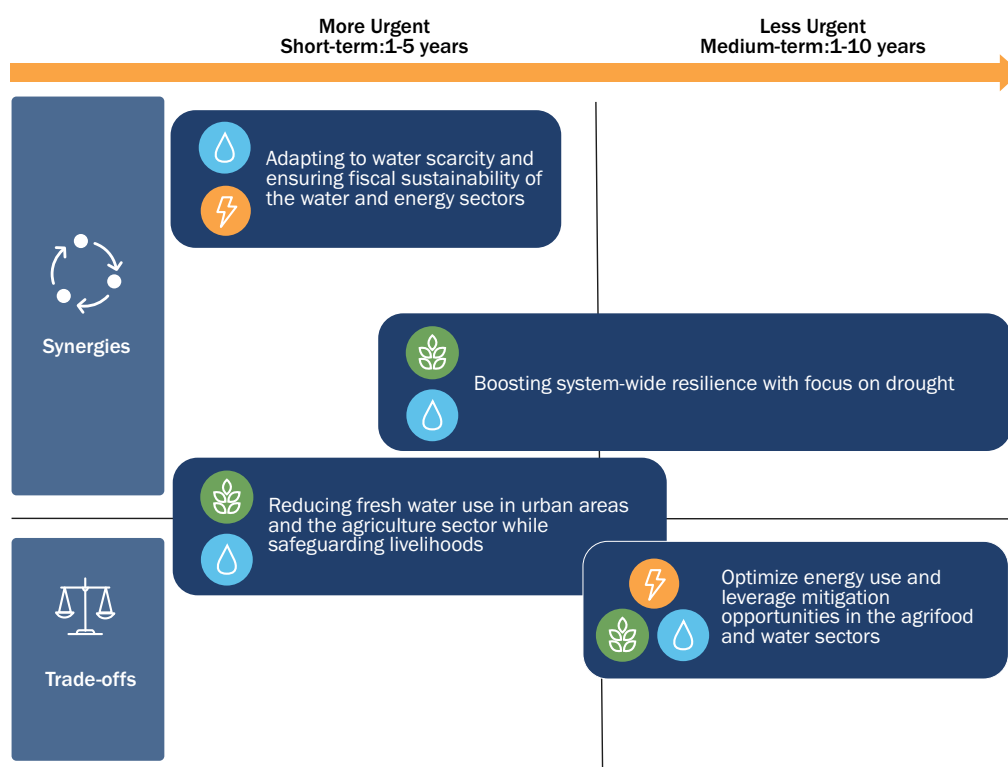 More Urgent
Short-term:1-5 years
Less Urgent
Medium-term:1-10 years
Synergies
Adapting to water scarcity and
ensuring fiscal sustainability of
the water and energy sectors
Boosting system-wide resilience with focus on drought
Reducing fresh water use in urban areas
and the agriculture sector while
safeguarding livelihoods
Trade-offs
Optimize energy use and
leverage mitigation
opportunities in the agrifood
and water sectors